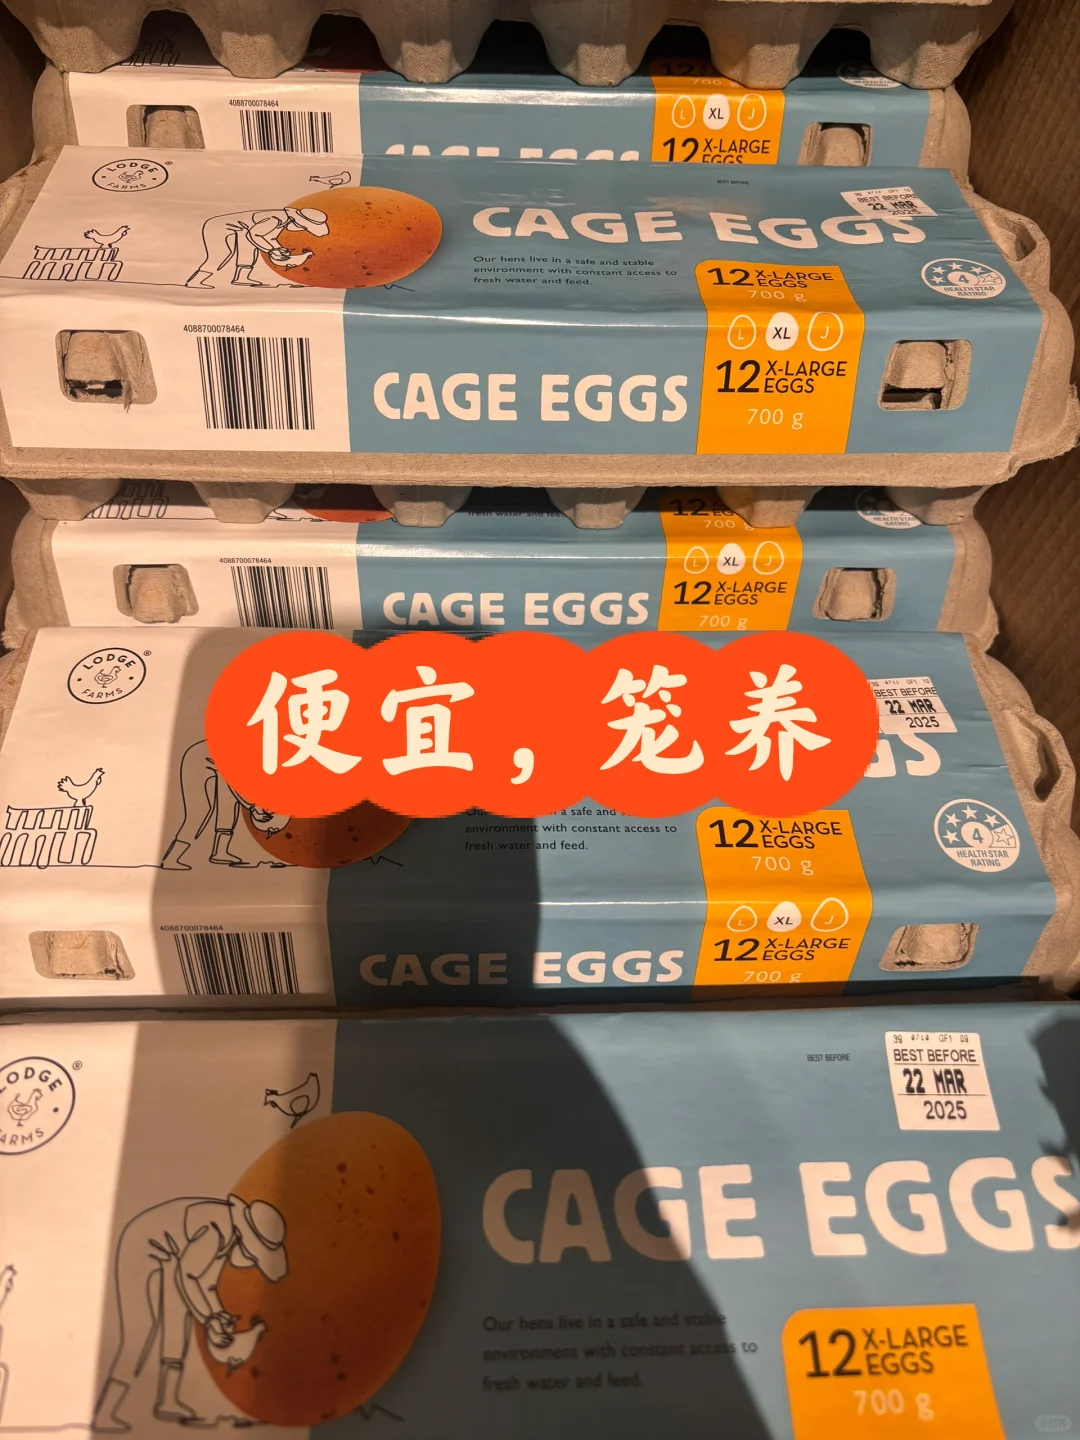 4088700078464
L XL J
12 X-LARGE
EGGS
CAGE EGGS
LODGE
FARMS
®
BEST BEFORE
BEST BEFORE
22 MAR
2025
CAGE EGGS
Our hens live in a safe and stable
environment with constant access to
fresh water and feed.
12 X-LARGE
EGGS
700 g
4
HEALTH STAR
RATING
4088700078464
L XL J
CAGE EGGS
12 X-LARGE
EGGS
700 g
700 g
4088700078464
L XL J
CAGE EGGS
12 X-LARGE
EGGS
700 g
LODGE
FARMS
®
便宜，笼养
BEST BEFORE
22 MAR
2025
GS
environment with constant access to
fresh water and feed.
12 X-LARGE
EGGS
700 g
4
HEALTH STAR
RATING
4088700078464
L XL J
CAGE EGGS
12 X-LARGE
EGGS
700 g
LODGE
FARMS
®
BEST BEFORE
BEST BEFORE
22 MAR
2025
CAGE EGGS
Our hens live in a safe and stable
environment with constant access to
fresh water and feed.
12 X-LARGE
EGGS
700 g